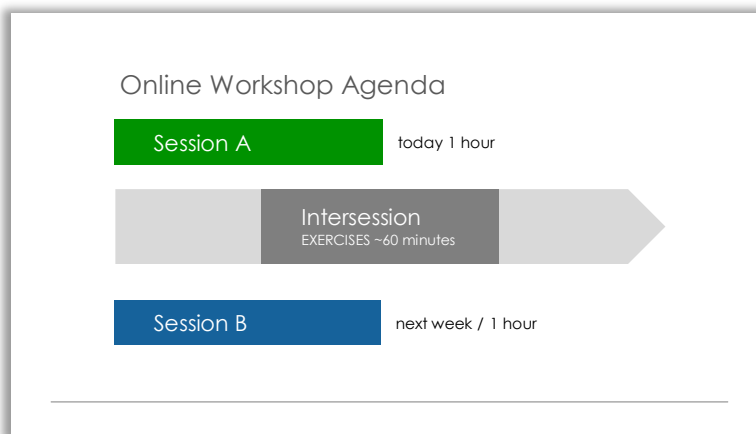 Online Workshop Agenda
Session A
today 1 hour
Intersession
EXERCISES ~60 minutes
Session B
next week / 1 hour